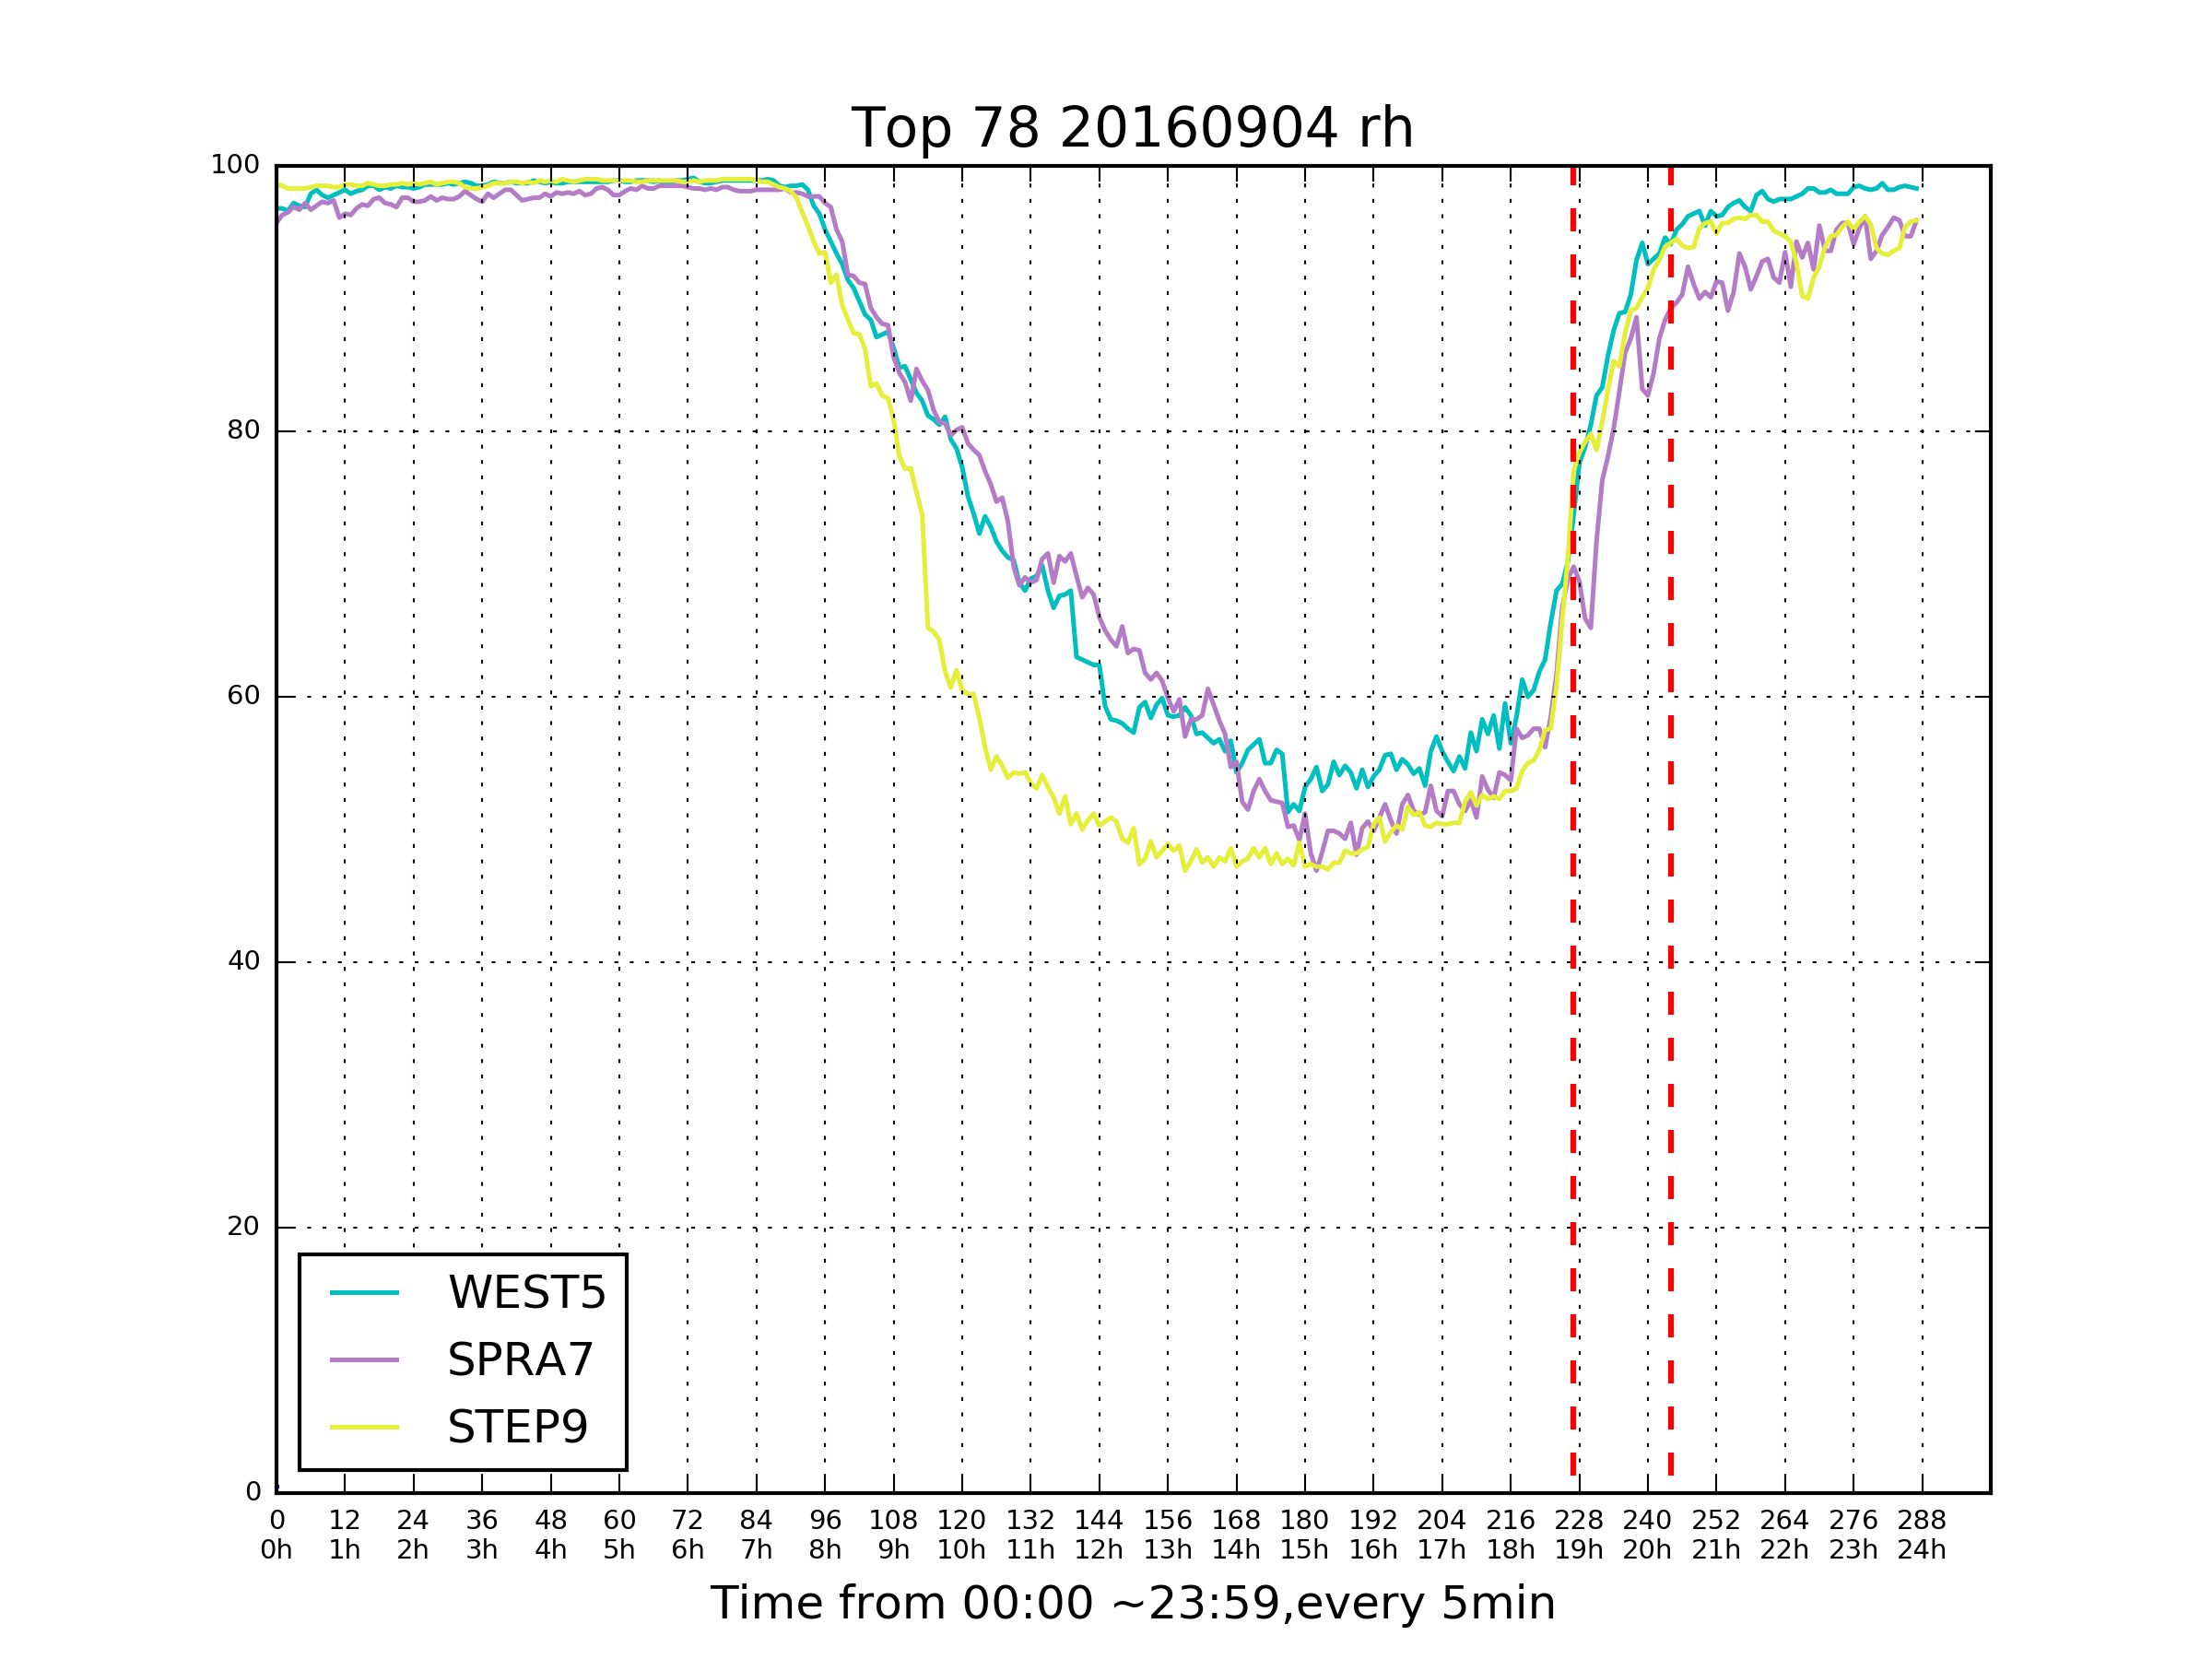 Top 78 20160904 rh
100
80
60
40
20
0
WEST5
SPRA7
STEP9
0 12 24 36 48 60 72 84 96 108 120 132 144 156 168 180 192 204 216 228 240 252 264 276 288
0h 1h 2h 3h 4h 5h 6h 7h 8h 9h 10h 11h 12h 13h 14h 15h 16h 17h 18h 19h 20h 21h 22h 23h 24h
Time from 00:00 ~23:59,every 5min